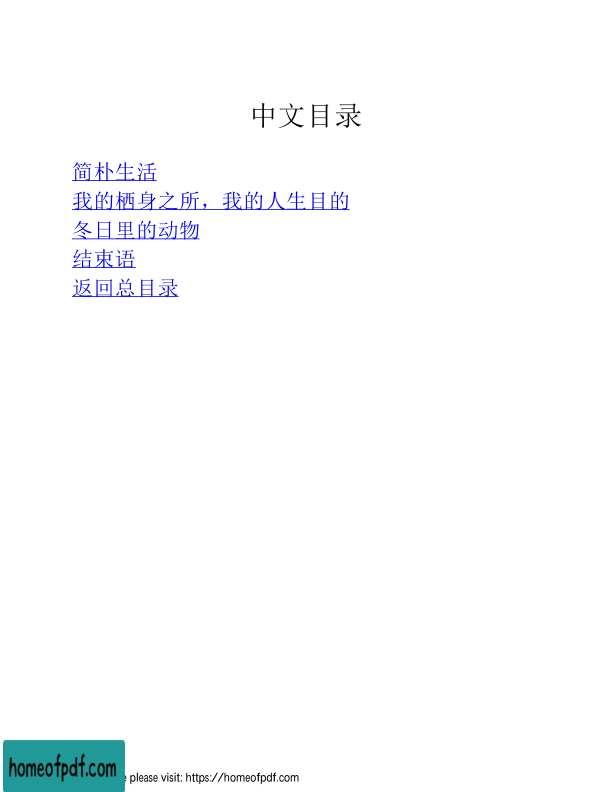 中文目录
简朴生活
我的栖身之所，我的人生目的
冬日里的动物
结束语
返回总目录
homeofpdf.com
please visit: https://homeofpdf.com